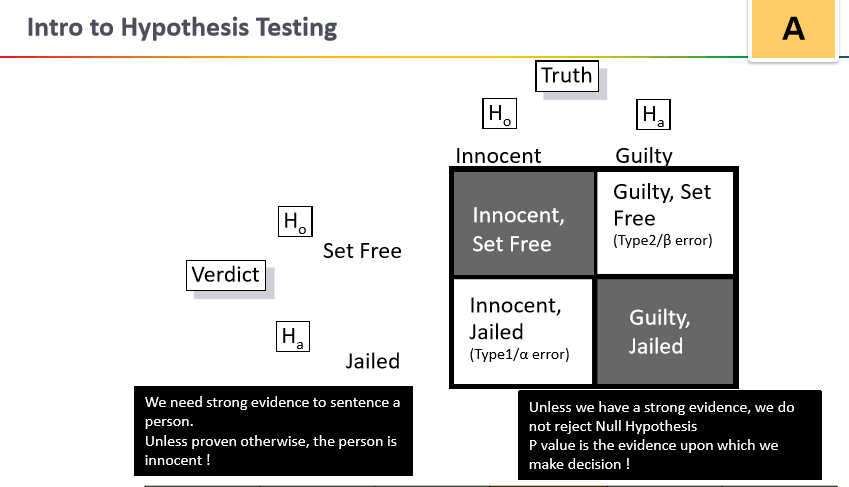 Intro to Hypothesis Testing
A
Truth
Ho
Ha
Innocent
Guilty
Innocent,
Set Free
Guilty, Set
Free
(Type2/β error)
Ho
Set Free
Verdict
Innocent,
Jailed
(Type1/α error)
Guilty,
Jailed
Ha
Jailed
We need strong evidence to sentence a
person.
Unless proven otherwise, the person is
innocent !
Unless we have a strong evidence, we do
not reject Null Hypothesis
P value is the evidence upon which we
make decision !